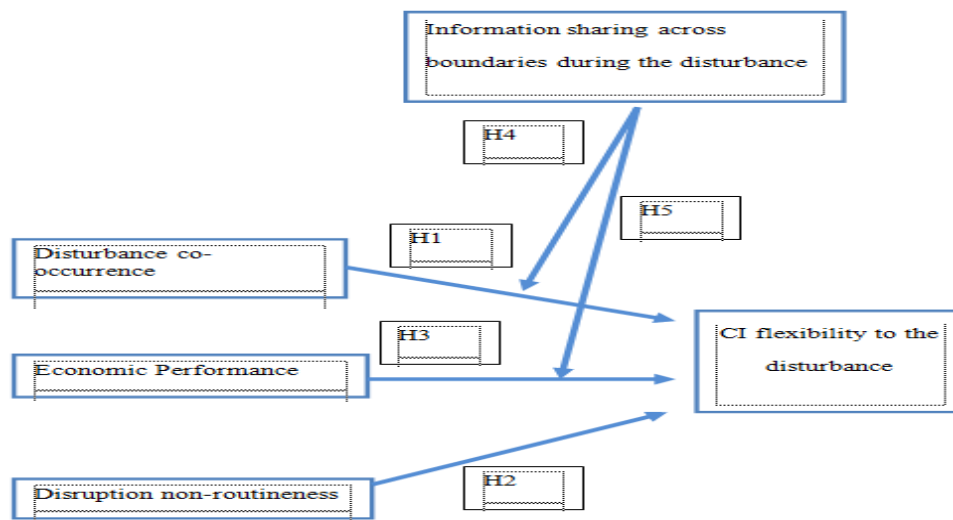 Information sharing across
boundaries during the disturbance
H4
H5
H1
Disturbance co-
occurrence
H3
CI flexibility to the
disturbance
Economic Performance
Disruption non-routineness
H2